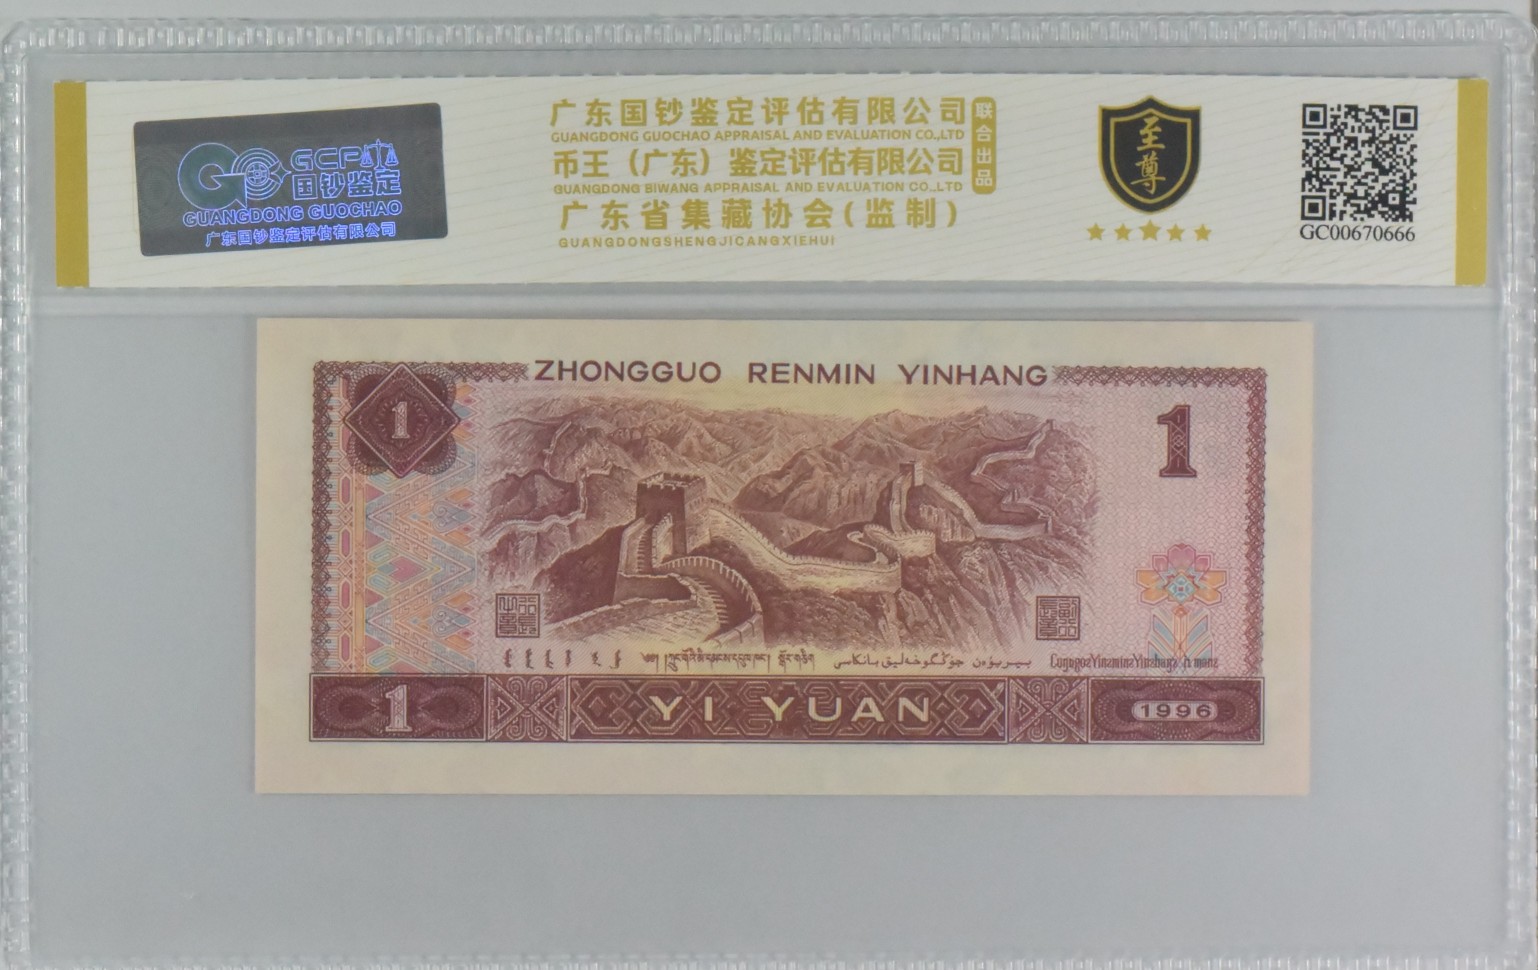 GCP
国钞鉴定
GUANGDONG GUOCHAO
广东国钞鉴定评估有限公司
广东国钞鉴定评估有限公司
GUANGDONG GUOCHAO APPRAISAL AND EVALUATION CO.,LTD
币王（广东）鉴定评估有限公司
GUANGDONG BIWANG APPRAISAL AND EVALUATION CO.,LTD
联合出品
广东省集藏协会(监制)
GUANGDONGSHENGJICANGXIEHUI
至尊
GC00670666
ZHONGGUO RENMIN YINHANG
1
1
1
YI YUAN
1996